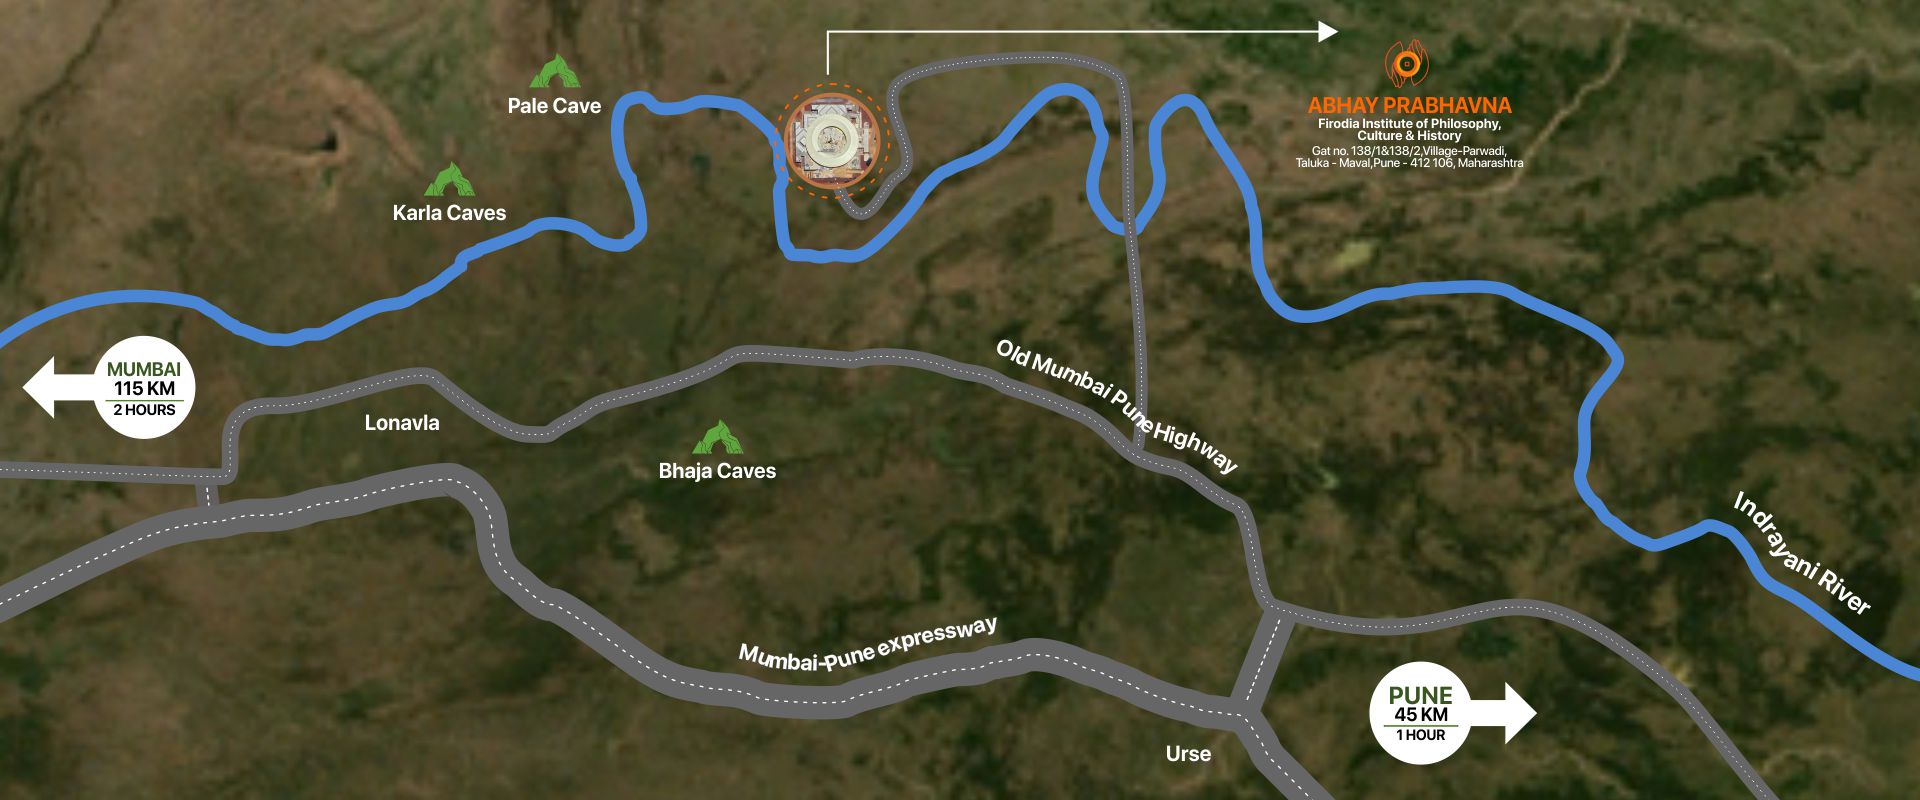 Pale Cave
Karla Caves
ABHAY PRABHAVNA
Firodia Institute of Philosophy,
Culture & History
Gat no. 138/1&138/2,Village-Parwadi,
Taluka - Maval,Pune - 412 106, Maharashtra
MUMBAI
115 KM
2 HOURS
Lonavla
Old Mumbai Pune Highway
Bhaja Caves
Indrayani River
Mumbai-Pune expressway
PUNE
45 KM
1 HOUR
Urse